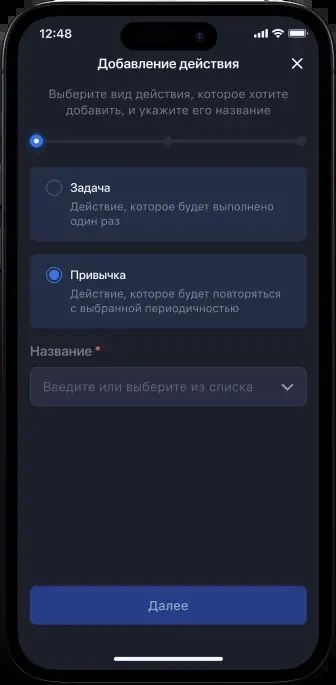 12:48
Добавление действия
Выберите вид действия, которое хотите
добавить, и укажите его название
Задача
Действие, которое будет выполнено
один раз
Привычка
Действие, которое будет повторяться
с выбранной периодичностью
Название *
Введите или выберите из списка
Далее